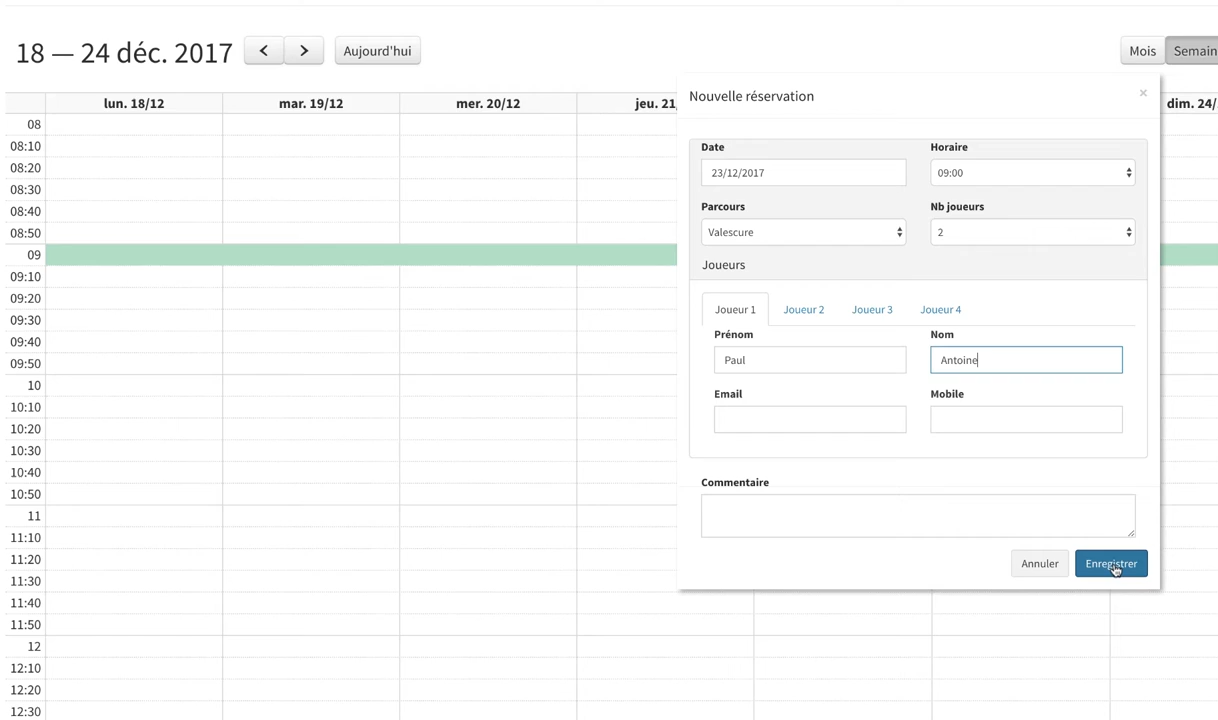 18 — 24 déc. 2017
Aujourd'hui
Mois
Semain
lun. 18/12
mar. 19/12
mer. 20/12
jeu. 21
dim. 24/
08
08:10
08:20
08:30
08:40
08:50
09
09:10
09:20
09:30
09:40
09:50
10
10:10
10:20
10:30
10:40
10:50
11
11:10
11:20
11:30
11:40
11:50
12
12:10
12:20
12:30
Nouvelle réservation
×
Date
Horaire
23/12/2017
09:00
Parcours
Nb joueurs
Valescure
2
Joueurs
Joueur 1
Joueur 2
Joueur 3
Joueur 4
Prénom
Nom
Paul
Antoine
Email
Mobile
Commentaire
Annuler
Enregistrer